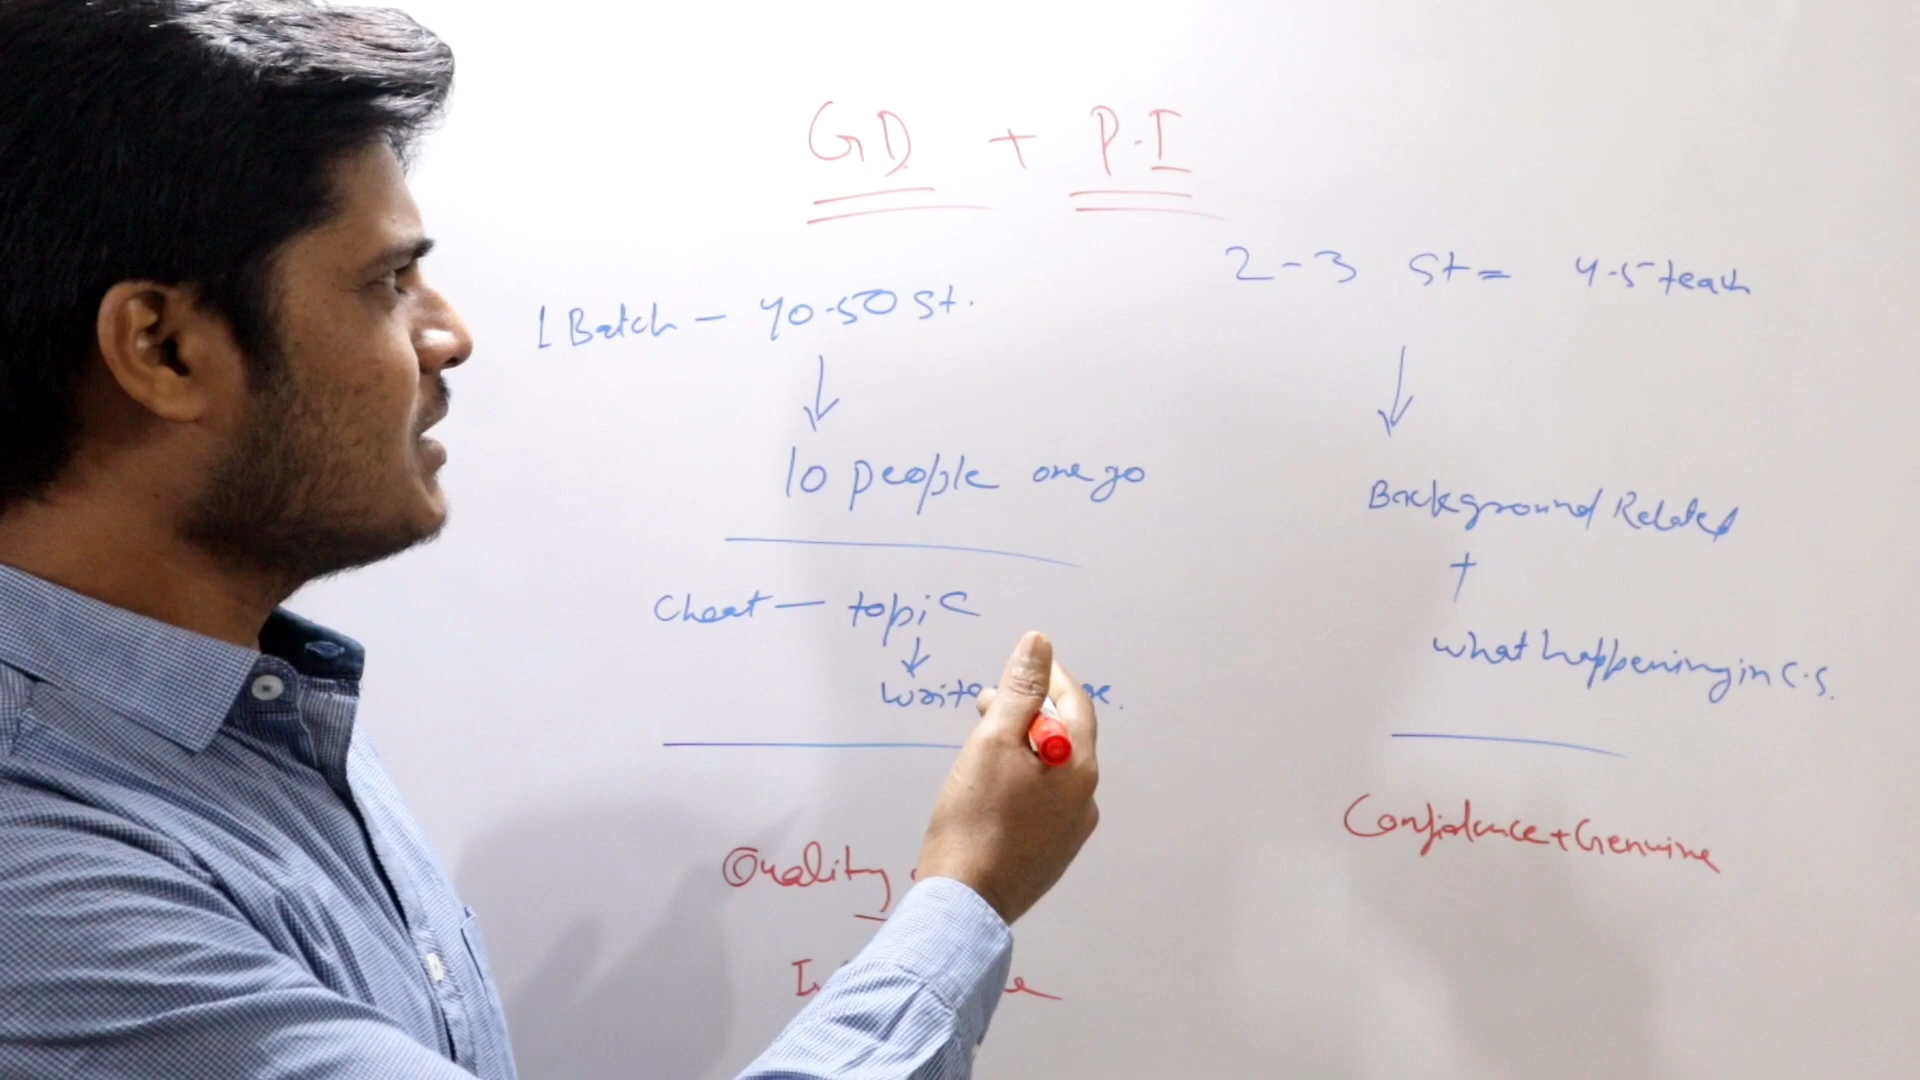 GD + P.I
1 Batch - 40-50 St.
10 people one go
Cheat - topic
Quality
2-3 St = 4-5 teach
Background Related
+
what happening in C.S.
Confidence + Genuine